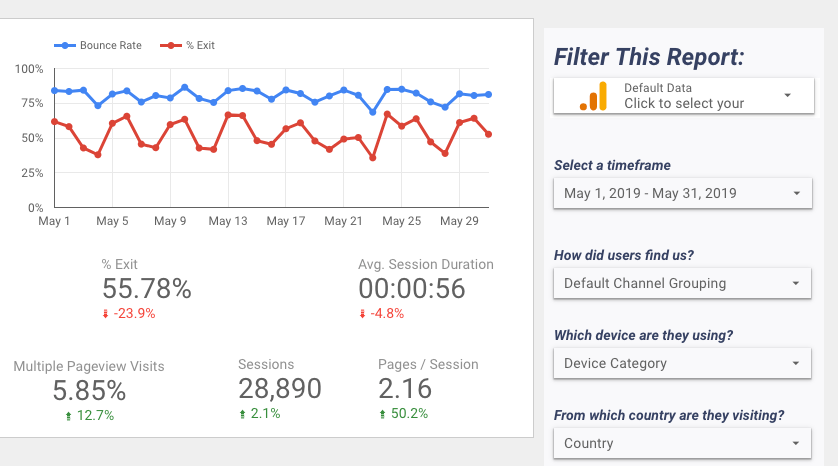 Bounce Rate
% Exit
100%
75%
50%
25%
0%
May 1
May 5
May 9
May 13
May 17
May 21
May 25
May 29
% Exit
55.78%
-23.9%
Avg. Session Duration
00:00:56
-4.8%
Multiple Pageview Visits
5.85%
12.7%
Sessions
28,890
2.1%
Pages / Session
2.16
50.2%
Filter This Report:
Default Data
Click to select your
Select a timeframe
May 1, 2019 - May 31, 2019
How did users find us?
Default Channel Grouping
Which device are they using?
Device Category
From which country are they visiting?
Country